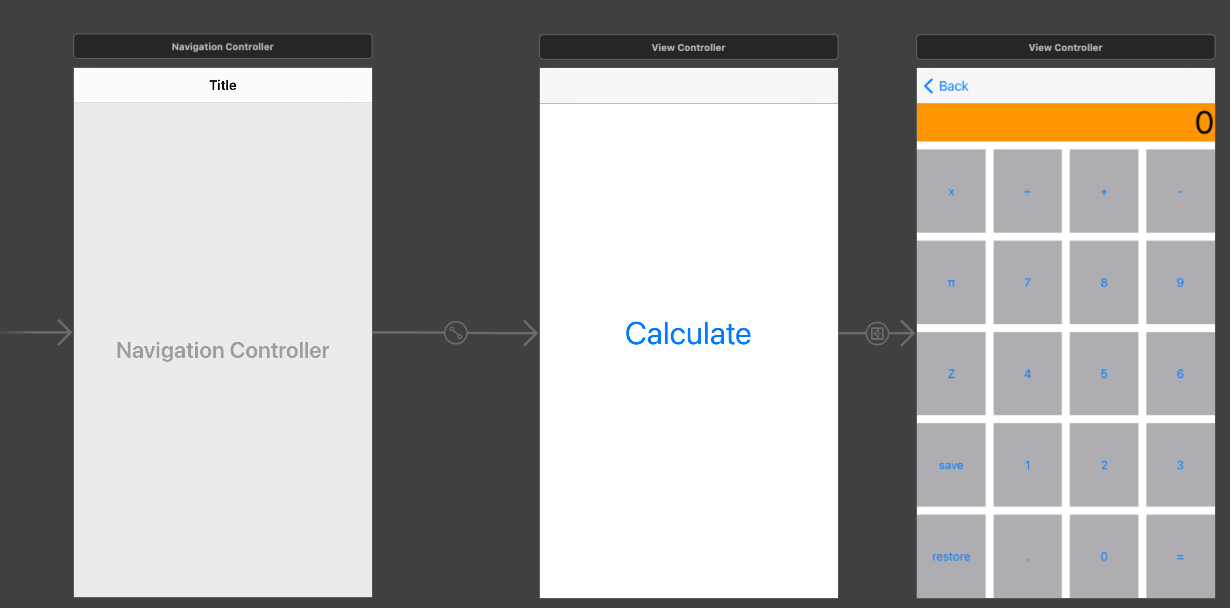 Navigation Controller
Title
Navigation Controller
View Controller
Calculate
View Controller
Back
0
x ÷ + -
π 7 8 9
Z 4 5 6
save 1 2 3
restore . 0 =